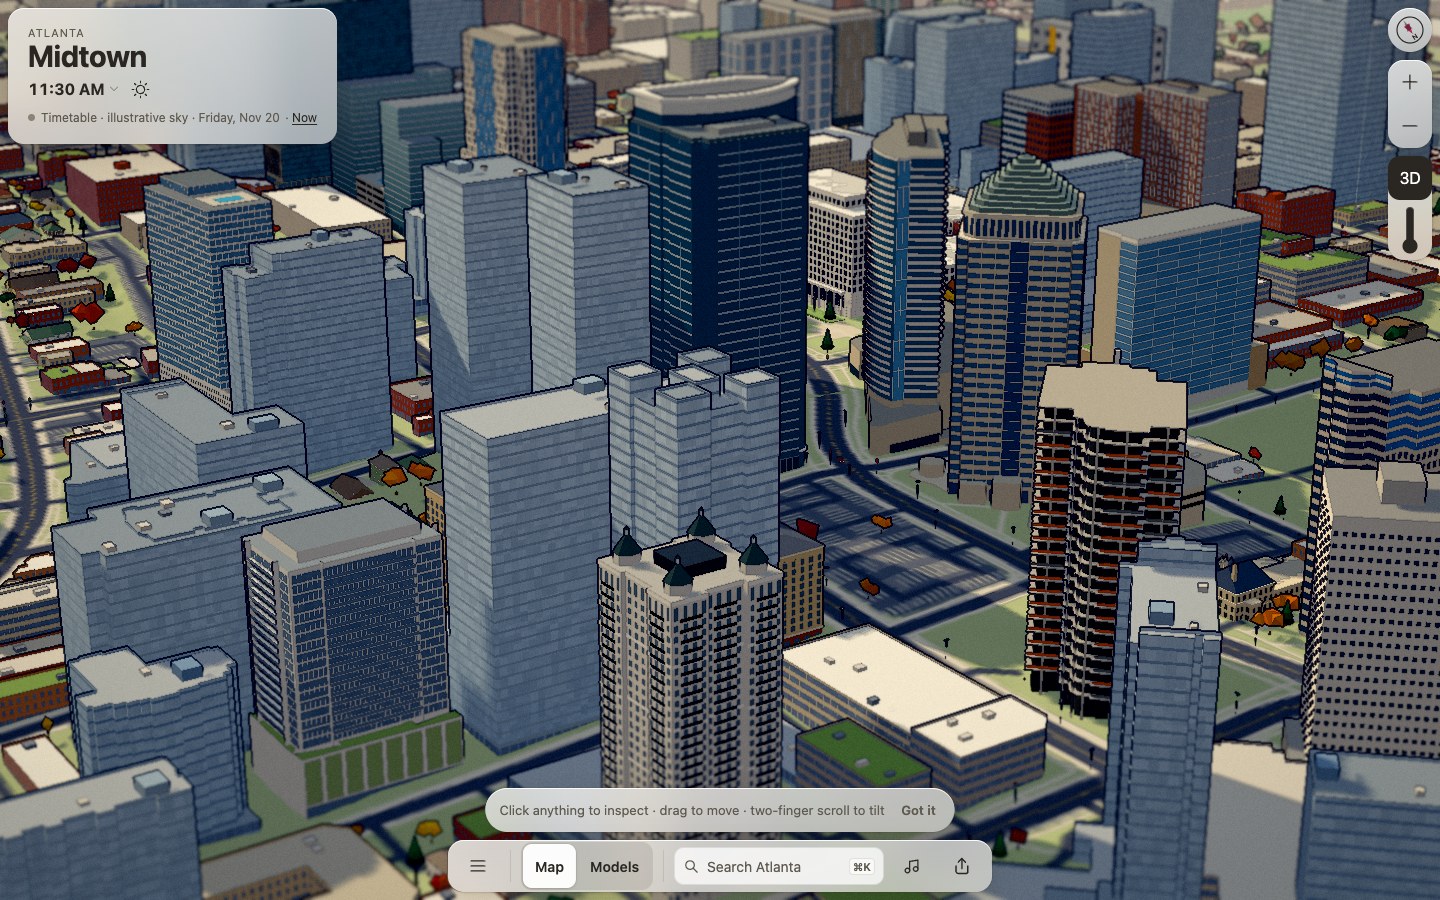 ATLANTA
Midtown
11:30 AM
Timetable · illustrative sky · Friday, Nov 20 · Now
3D
Click anything to inspect · drag to move · two-finger scroll to tilt Got it
Map Models Search Atlanta ⌘K